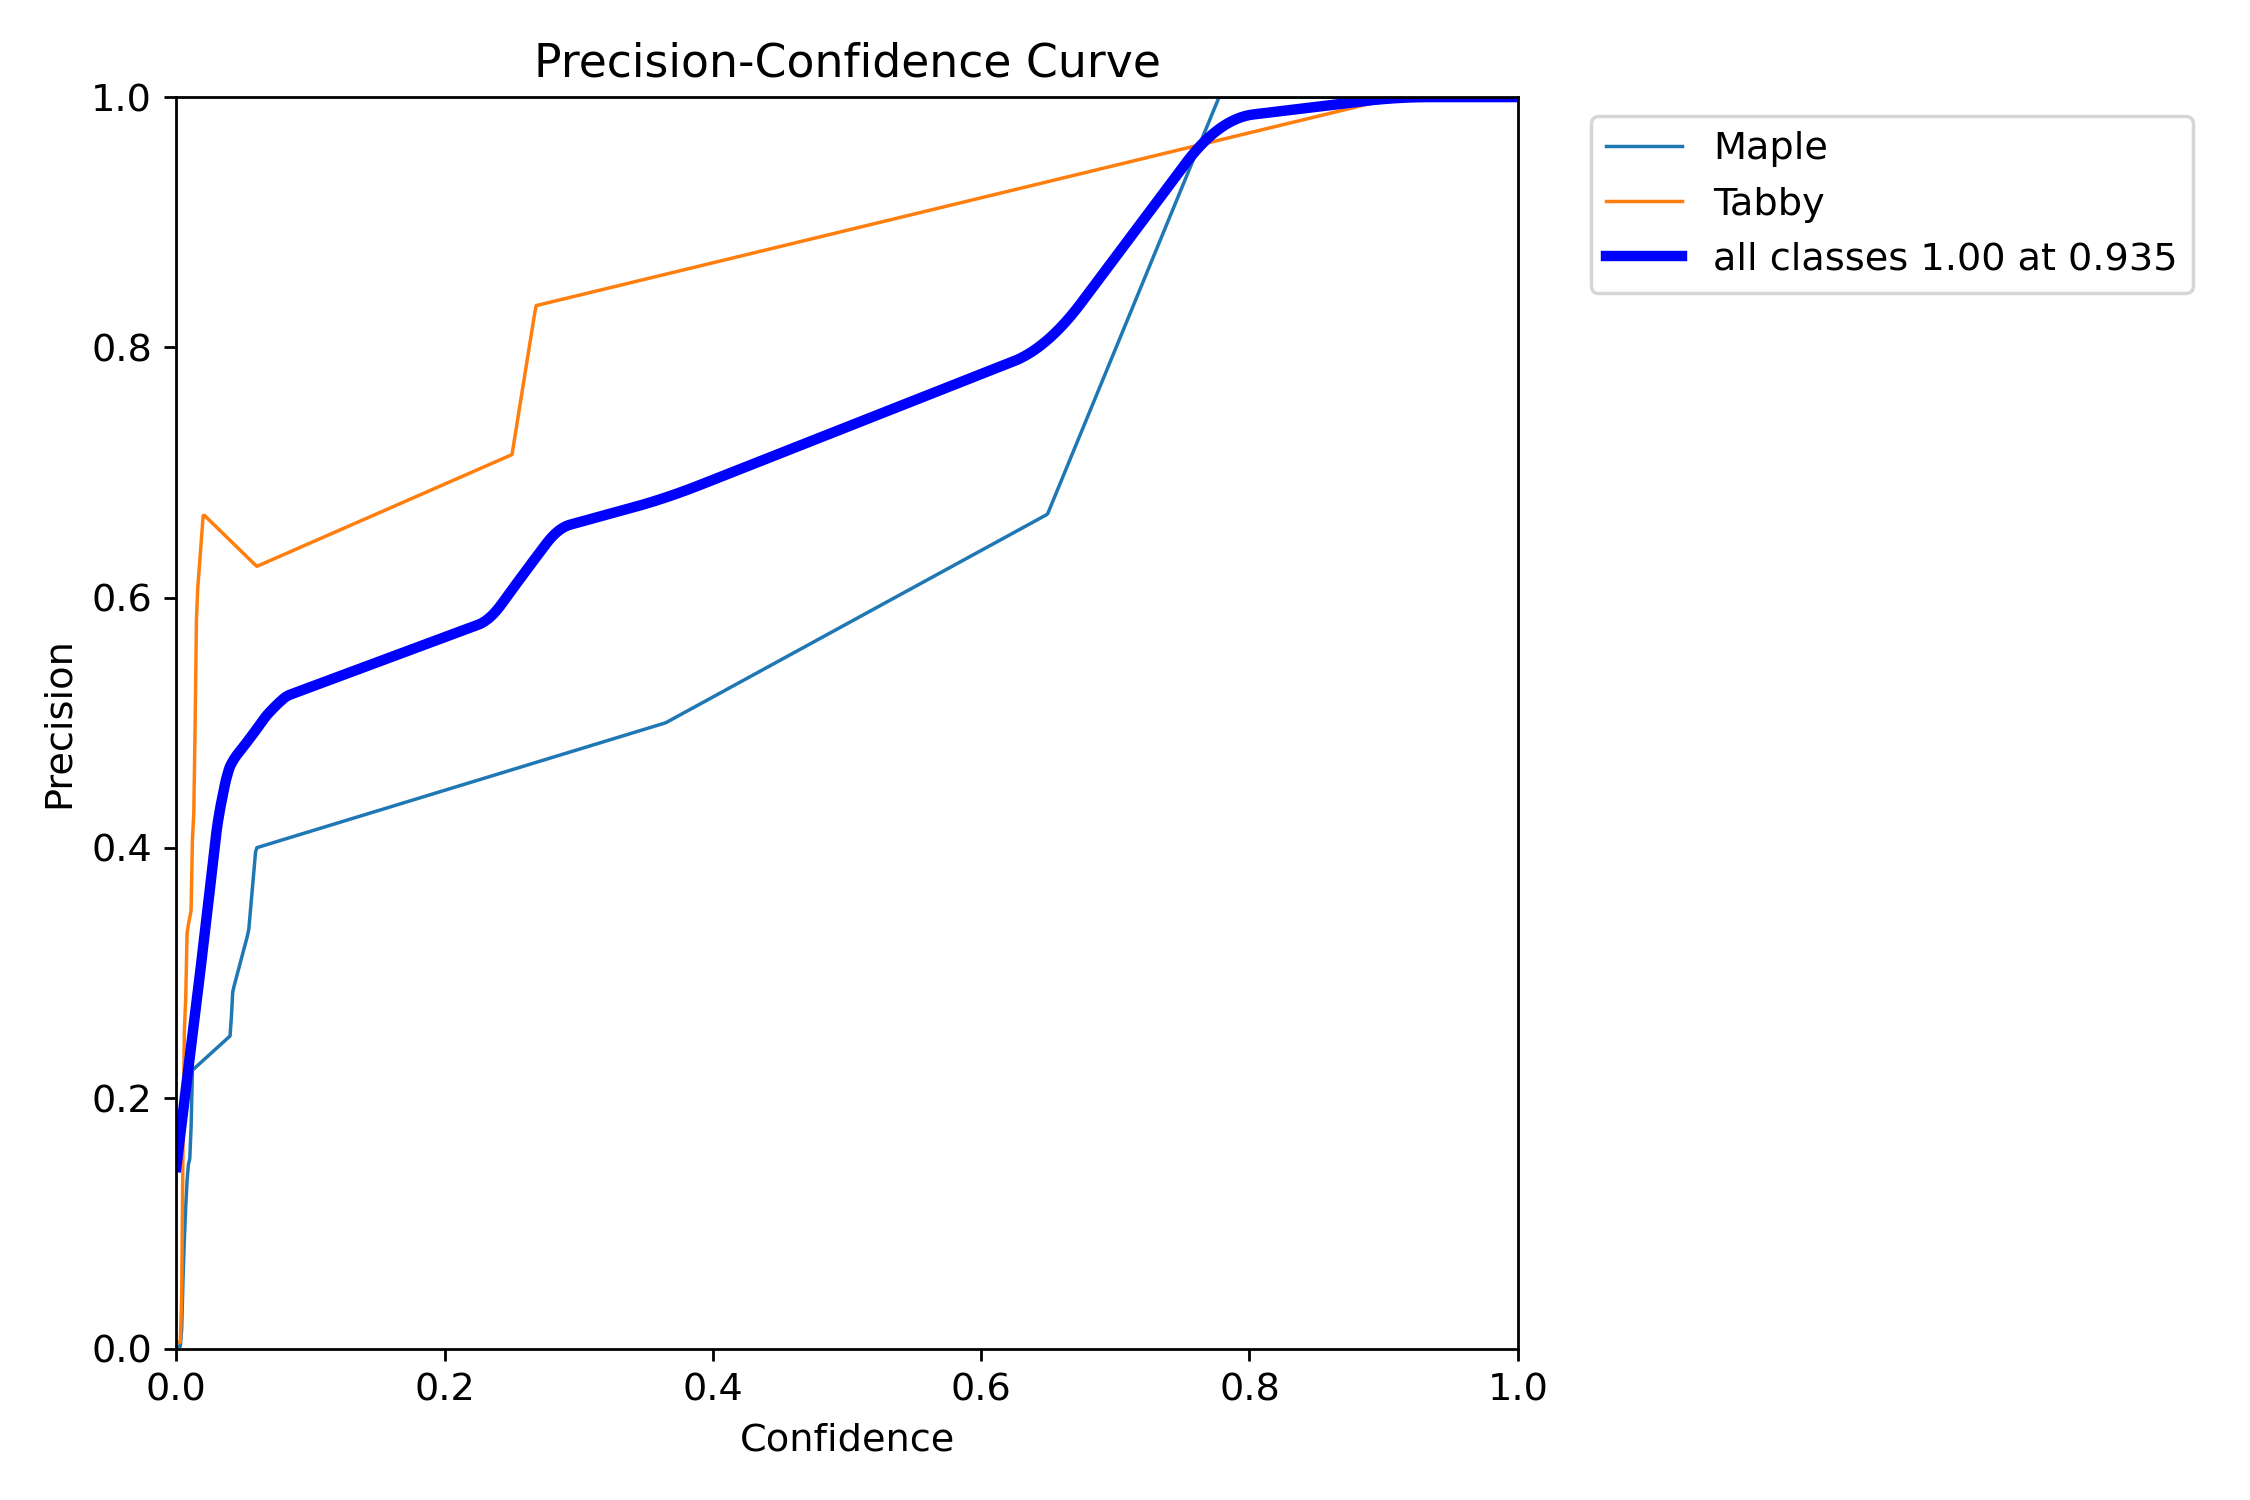 Precision-Confidence Curve
Maple
Tabby
all classes 1.00 at 0.935
Precision
1.0
0.8
0.6
0.4
0.2
0.0
0.0 0.2 0.4 0.6 0.8 1.0
Confidence